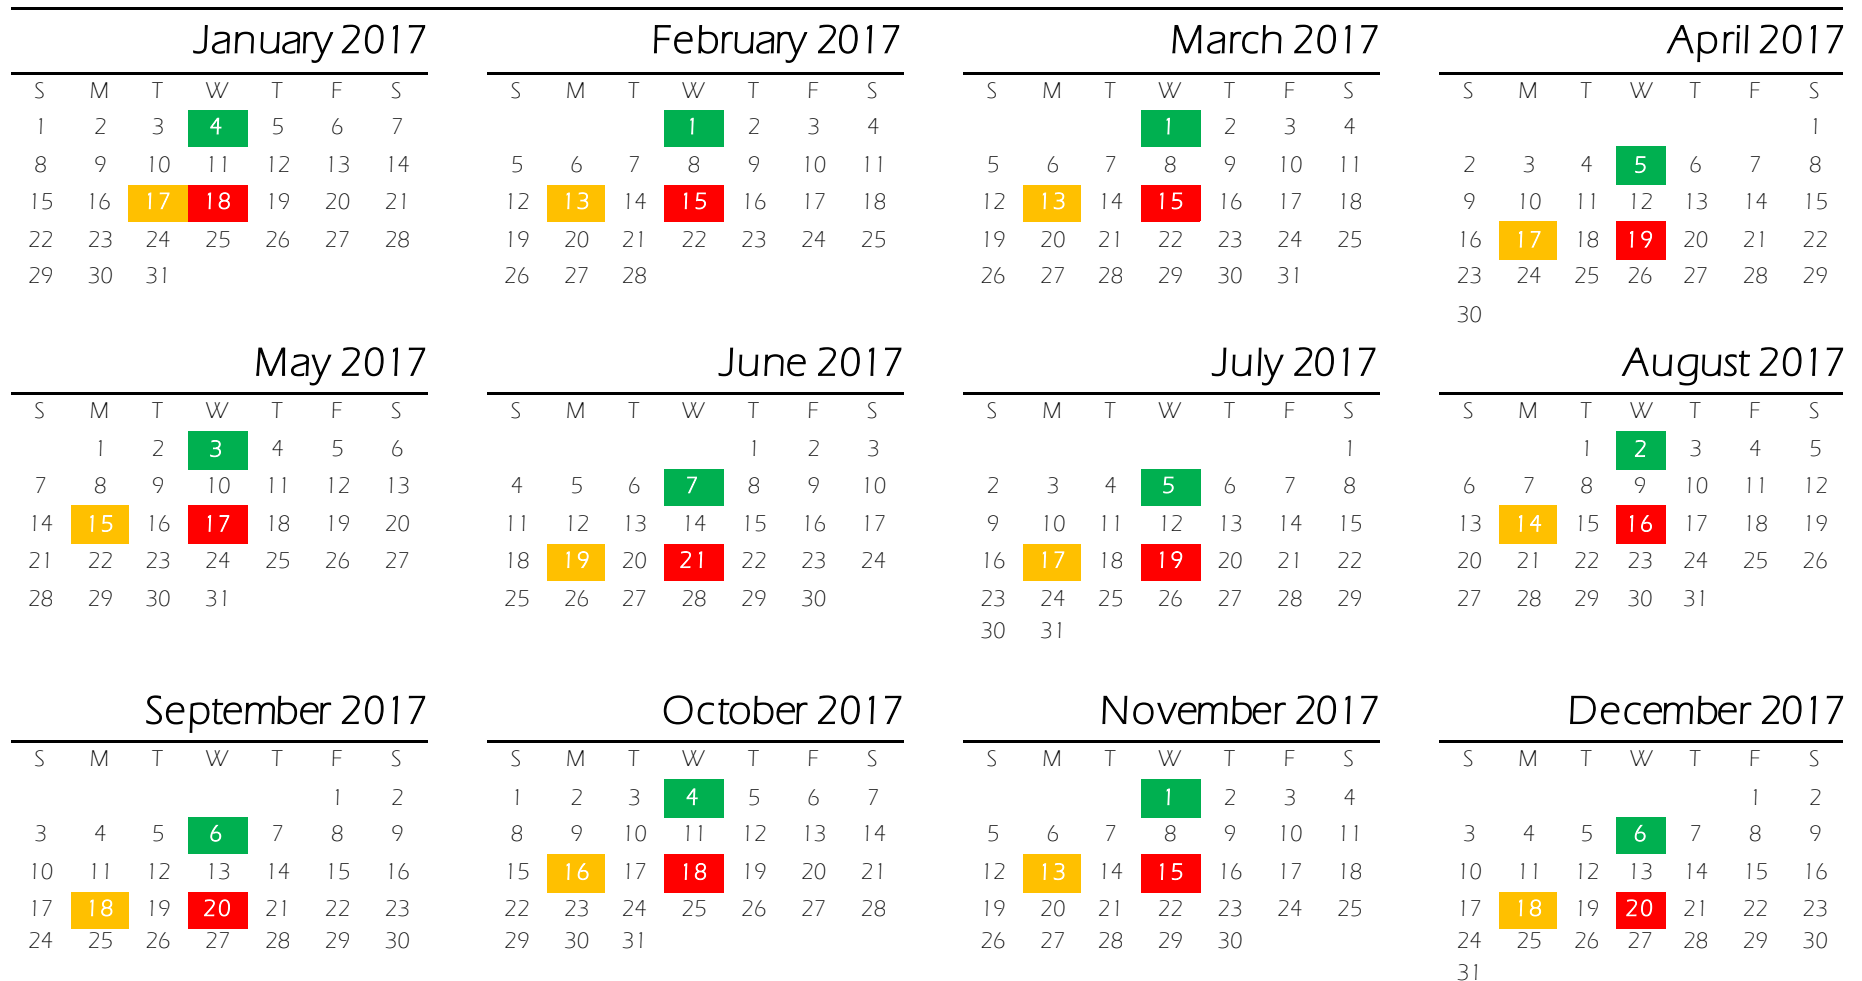 January 2017 February 2017 March 2017 April 2017
S M T W T F S S M T W T F S S M T W T F S S M T W T F S
1 2 3 4 5 6 7 1 2 3 4 1 2 3 4 1
8 9 10 11 12 13 14 5 6 7 8 9 10 11 5 6 7 8 9 10 11 2 3 4 5 6 7 8
15 16 17 18 19 20 21 12 13 14 15 16 17 18 12 13 14 15 16 17 18 9 10 11 12 13 14 15
22 23 24 25 26 27 28 19 20 21 22 23 24 25 19 20 21 22 23 24 25 16 17 18 19 20 21 22
29 30 31 26 27 28 26 27 28 29 30 31 23 24 25 26 27 28 29
30
May 2017 June 2017 July 2017 August 2017
S M T W T F S S M T W T F S S M T W T F S S M T W T F S
1 2 3 4 5 6 1 2 3 1 1 2 3 4 5
7 8 9 10 11 12 13 4 5 6 7 8 9 10 2 3 4 5 6 7 8 6 7 8 9 10 11 12
14 15 16 17 18 19 20 11 12 13 14 15 16 17 9 10 11 12 13 14 15 13 14 15 16 17 18 19
21 22 23 24 25 26 27 18 19 20 21 22 23 24 16 17 18 19 20 21 22 20 21 22 23 24 25 26
28 29 30 31 25 26 27 28 29 30 23 24 25 26 27 28 29 27 28 29 30 31
30 31
September 2017 October 2017 November 2017 December 2017
S M T W T F S S M T W T F S S M T W T F S S M T W T F S
1 2 1 2 3 4 5 6 7 1 2 3 4 1 2
3 4 5 6 7 8 9 8 9 10 11 12 13 14 5 6 7 8 9 10 11 3 4 5 6 7 8 9
10 11 12 13 14 15 16 15 16 17 18 19 20 21 12 13 14 15 16 17 18 10 11 12 13 14 15 16
17 18 19 20 21 22 23 22 23 24 25 26 27 28 19 20 21 22 23 24 25 17 18 19 20 21 22 23
24 25 26 27 28 29 30 29 30 31 26 27 28 29 30 24 25 26 27 28 29 30
31